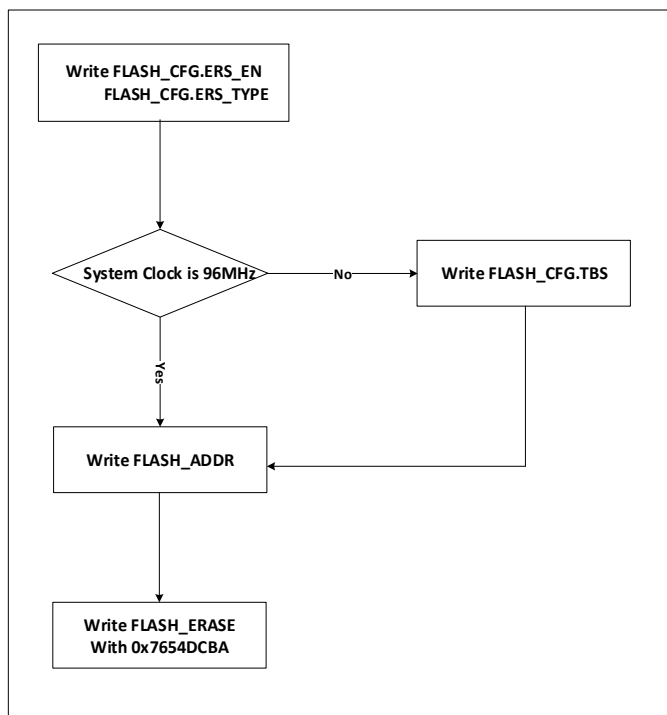 Write FLASH_CFG.ERS_EN
FLASH_CFG.ERS_TYPE
System Clock is 96MHz
No
Write FLASH_CFG.TBS
Yes
Write FLASH_ADDR
Write FLASH_ERASE
With 0x7654DCBA